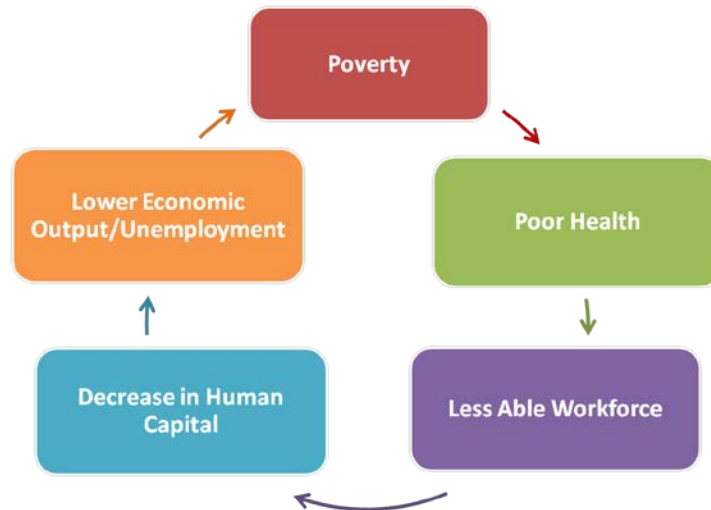 Poverty
Poor Health
Less Able Workforce
Decrease in Human
Capital
Lower Economic
Output/Unemployment